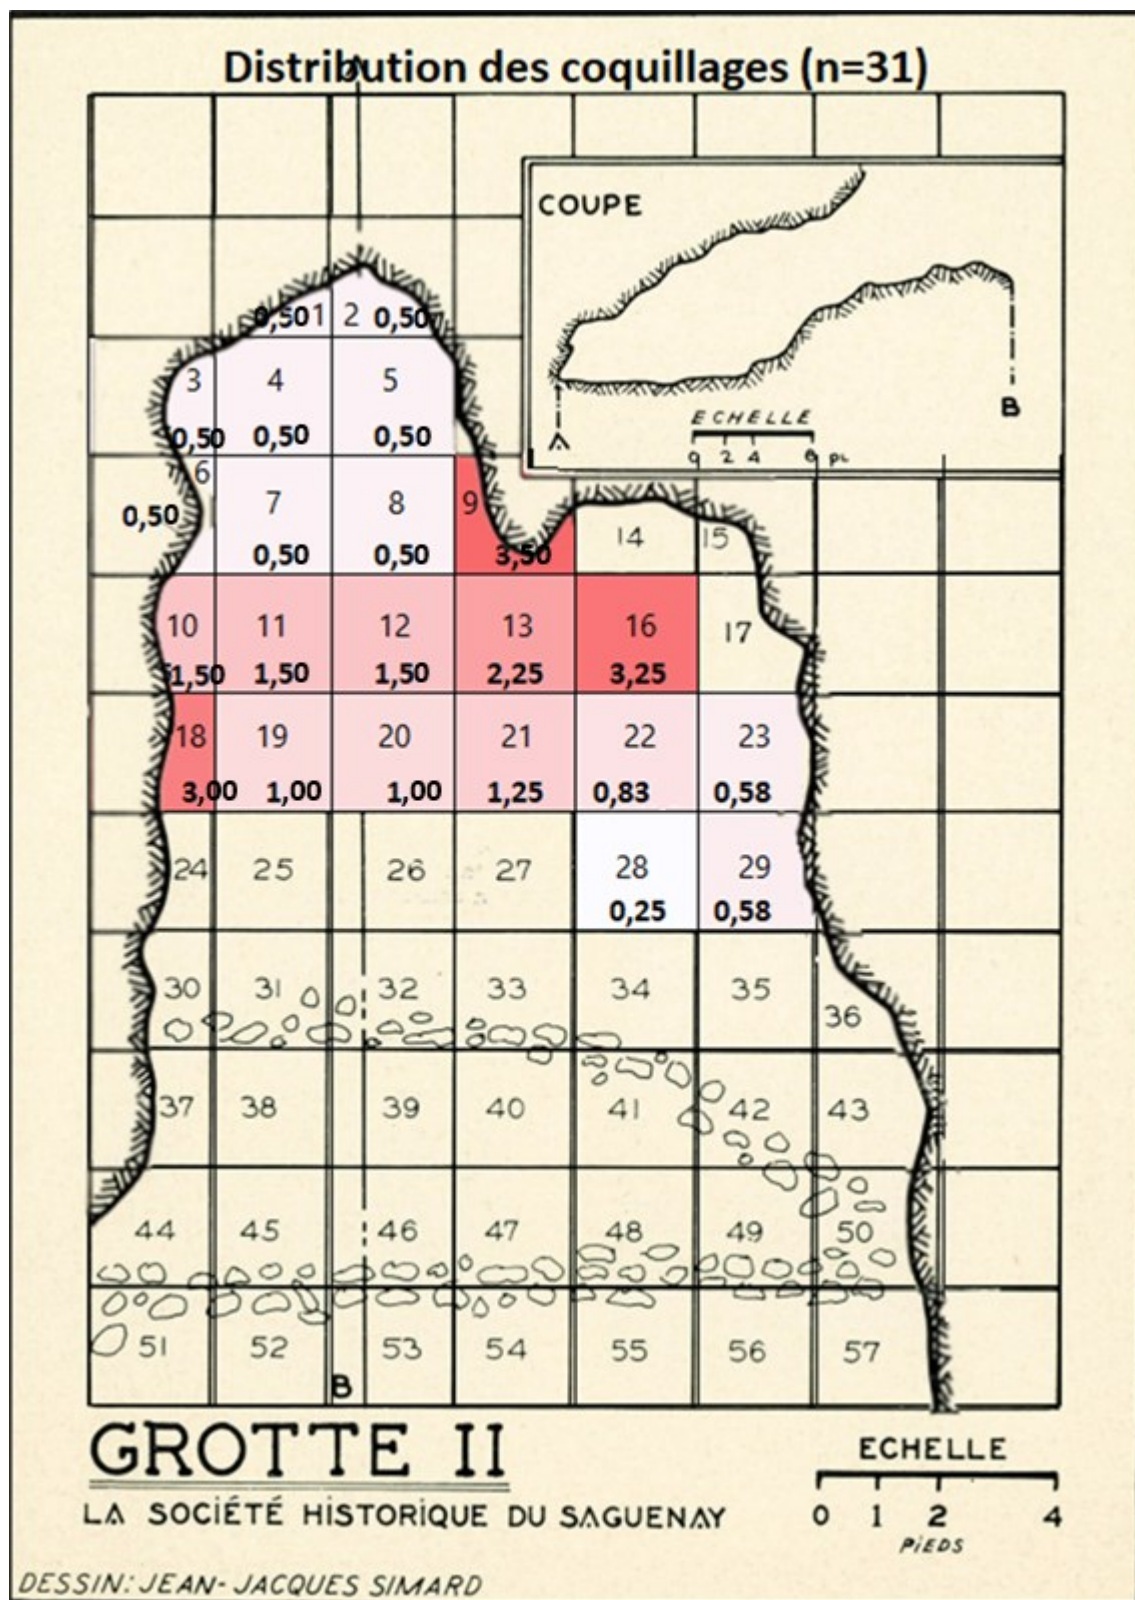 Distribution des coquillages (n=31)
COUPE
0,50 1 2 0,50
3 4 5
0,50 0,50 0,50
ECHELLE
A B
0 2 4 6 PI.
6
0,50 7 8 9
0,50 0,50 3,50
14 15
10 11 12 13 16 17
1,50 1,50 1,50 2,25 3,25
18 19 20 21 22 23
3,00 1,00 1,00 1,25 0,83 0,58
24 25 26 27 28 29
0,25 0,58
30 31 32 33 34 35
36
37 38 39 40 41 42 43
44 45 46 47 48 49 50
51 52 53 54 55 56 57
B
GROTTE II
LA SOCIÉTÉ HISTORIQUE DU SAGUENAY
ECHELLE
0 1 2 4
PIEDS
DESSIN: JEAN-JACQUES SIMARD